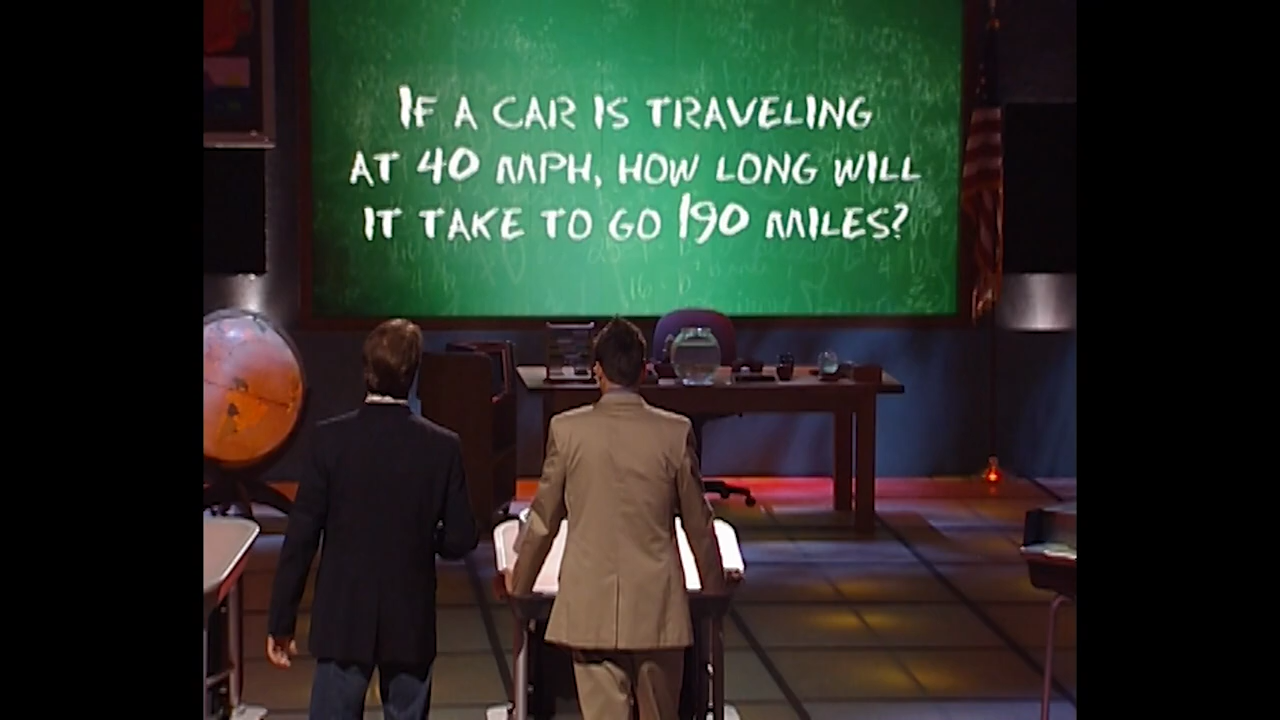 IF A CAR IS TRAVELING
AT 40 MPH, HOW LONG WILL
IT TAKE TO GO 190 MILES?